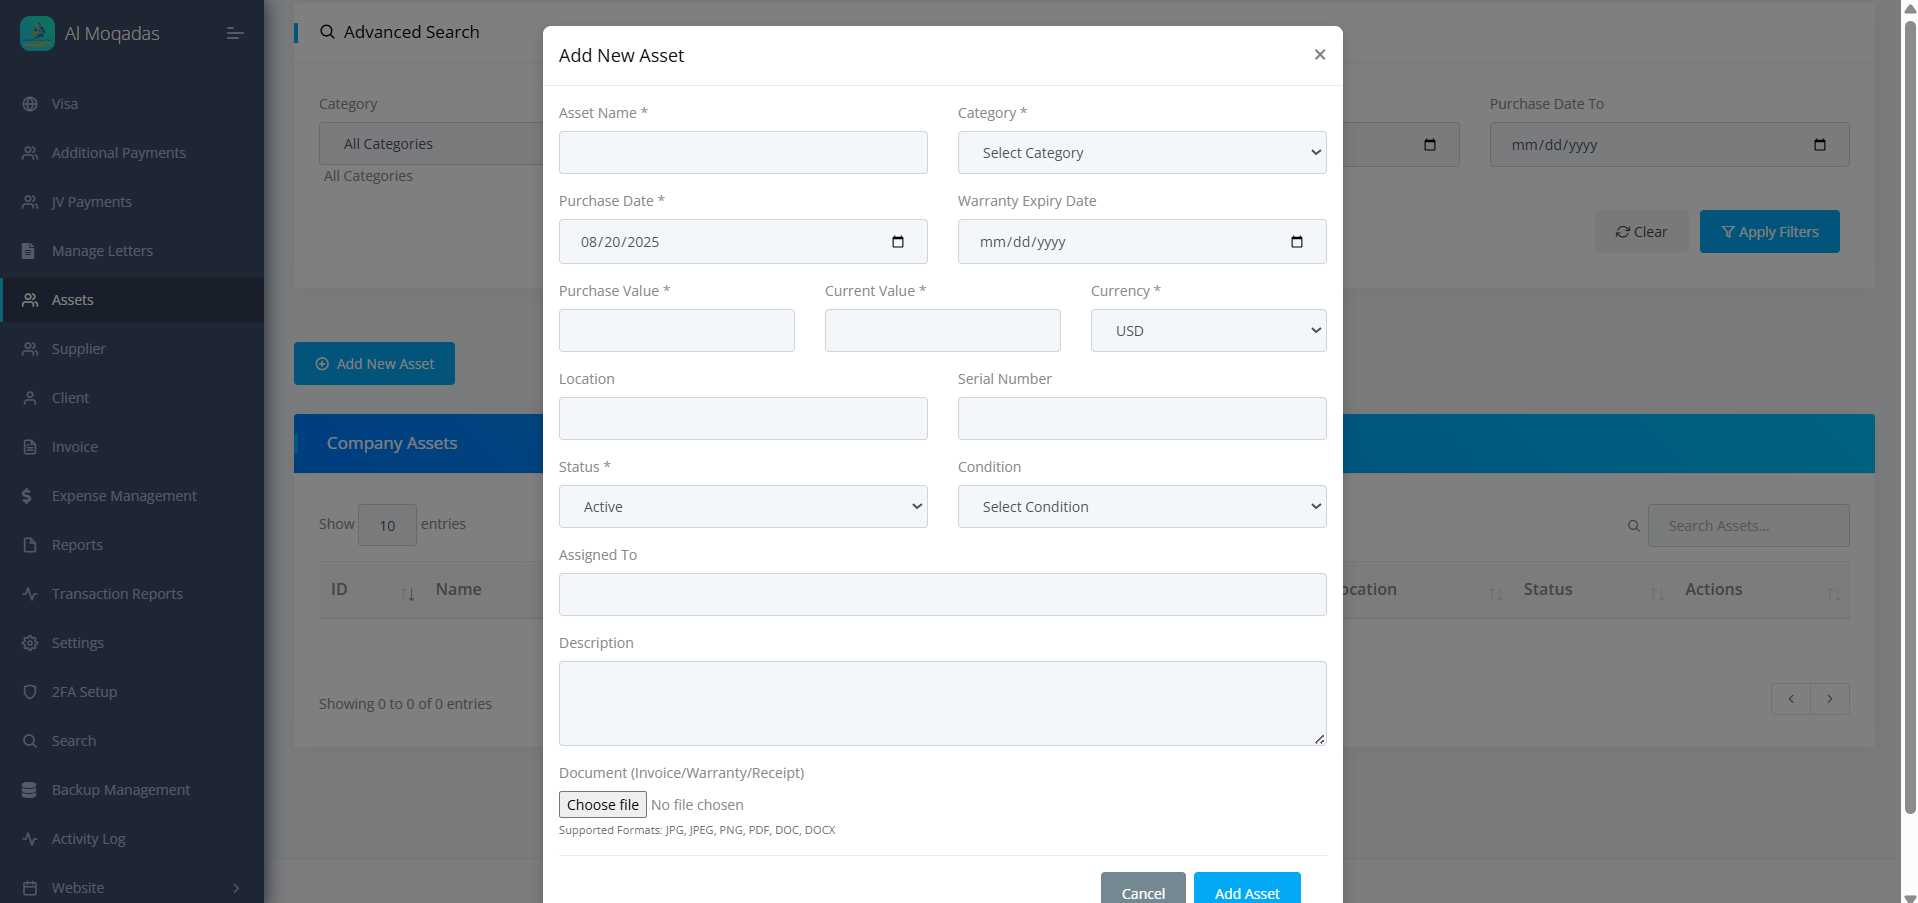 Al Moqadas
Visa
Additional Payments
JV Payments
Manage Letters
Assets
Supplier
Client
Invoice
Expense Management
Reports
Transaction Reports
Settings
2FA Setup
Search
Backup Management
Activity Log
Website
Advanced Search
Category
All Categories
All Categories
Purchase Date To
mm/dd/yyyy
Clear
Apply Filters
Add New Asset
Company Assets
Show 10 entries
Search Assets...
ID Name ocation Status Actions
Showing 0 to 0 of 0 entries
Add New Asset
×
Asset Name * Category *
Select Category
Purchase Date * Warranty Expiry Date
08/20/2025 mm/dd/yyyy
Purchase Value * Current Value * Currency *
USD
Location Serial Number
Status * Condition
Active Select Condition
Assigned To
Description
Document (Invoice/Warranty/Receipt)
Choose file No file chosen
Supported Formats: JPG, JPEG, PNG, PDF, DOC, DOCX
Cancel Add Asset